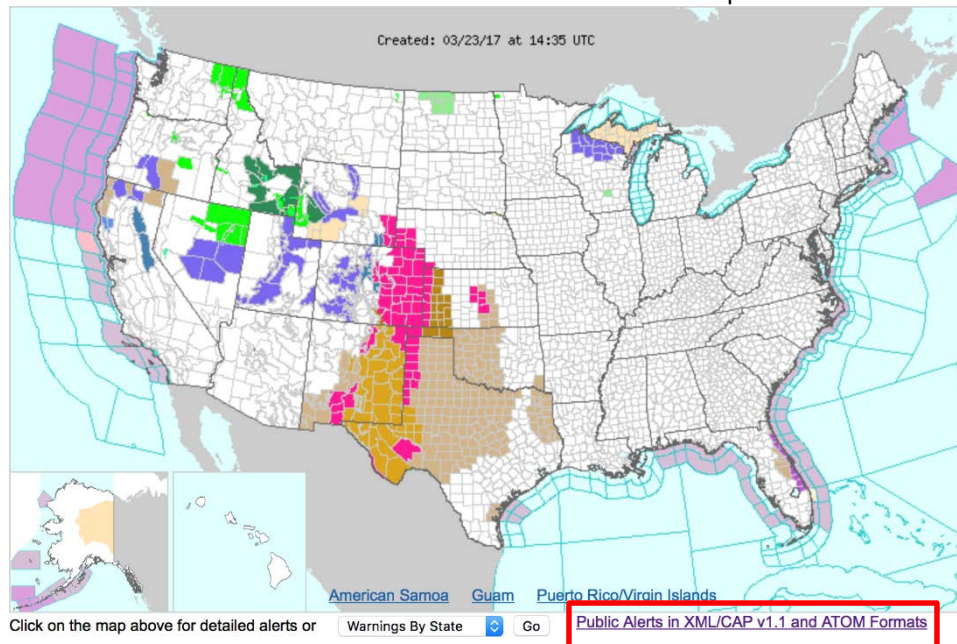 Created: 03/23/17 at 14:35 UTC
American Samoa Guam Puerto Rico/Virgin Islands
Click on the map above for detailed alerts or Warnings By State Go Public Alerts in XML/CAP v1.1 and ATOM Formats